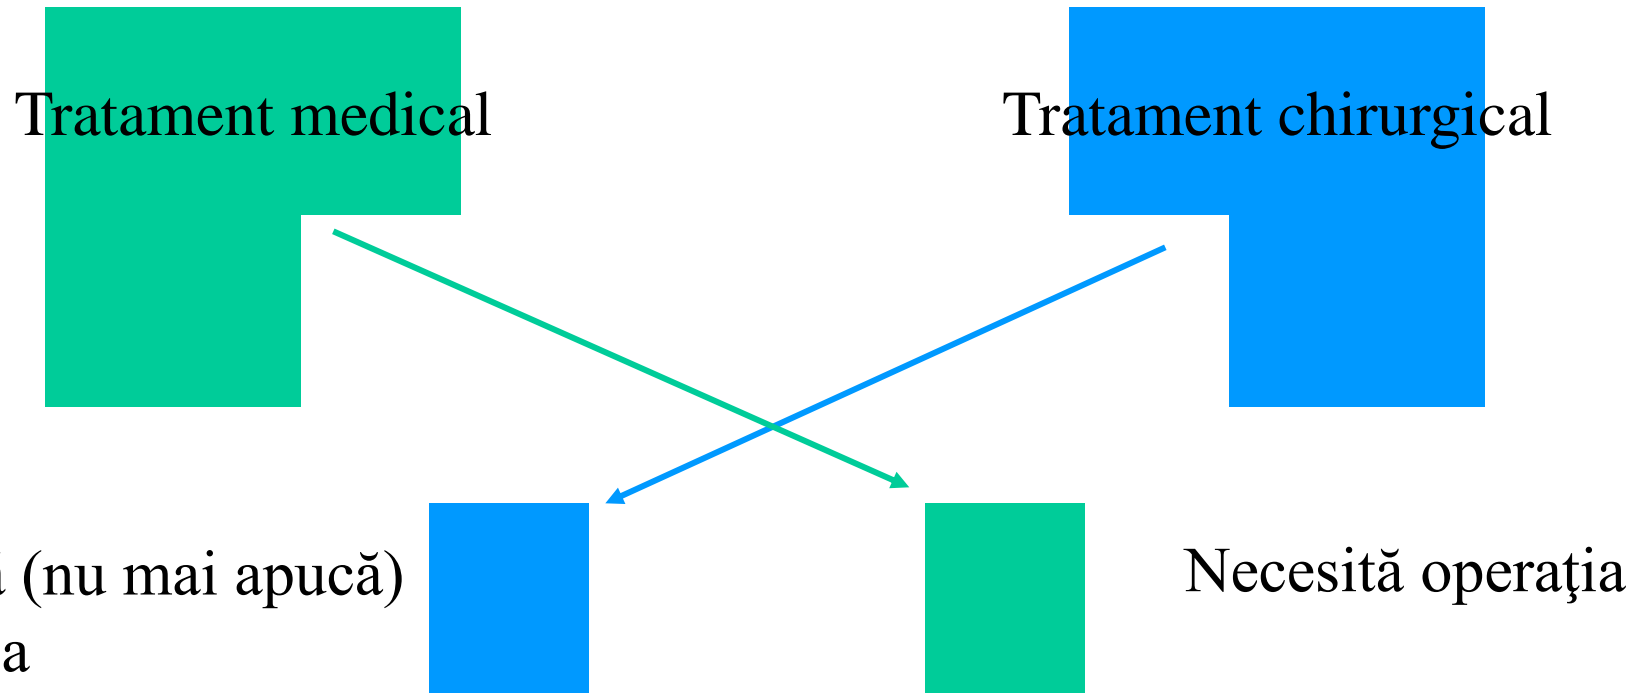 Tratament medical
Tratament chirurgical
(nu mai apucă)
Necesită operaţia